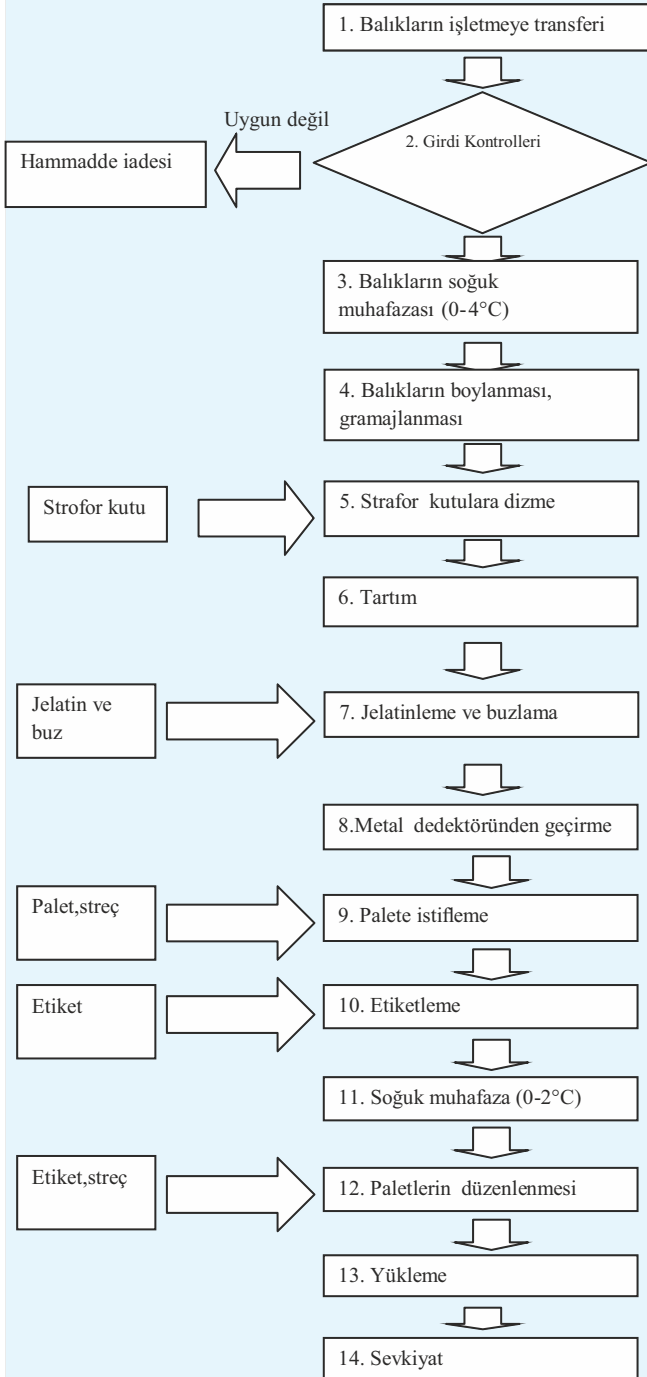 1. Balıkların işletmeye transferi
Uygun değil
2. Girdi Kontrolleri
Hammadde iadesi
3. Balıkların soğuk
muhafazası (0-4°C)
4. Balıkların boylanması,
gramajlanması
Strofor kutu
5. Strafor kutulara dizme
6. Tartım
Jelatin ve
buz
7. Jelatinleme ve buzlama
8.Metal dedektöründen geçirme
Palet,streç
9. Palete istifleme
Etiket
10. Etiketleme
11. Soğuk muhafaza (0-2°C)
Etiket,streç
12. Paletlerin düzenlenmesi
13. Yükleme
14. Sevkiyat